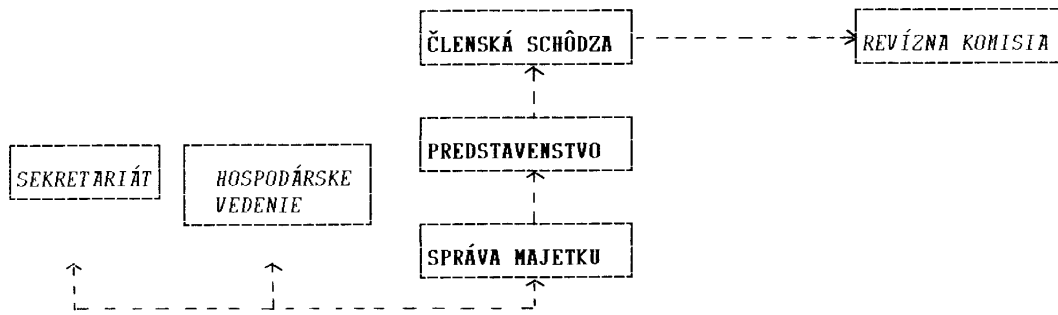 ČLENSKÁ SCHÔDZA
REVÍZNA KOMISIA
PREDSTAVENSTVO
SEKRETARIÁT
HOSPODÁRSKE
VEDENIE
SPRÁVA MAJETKU